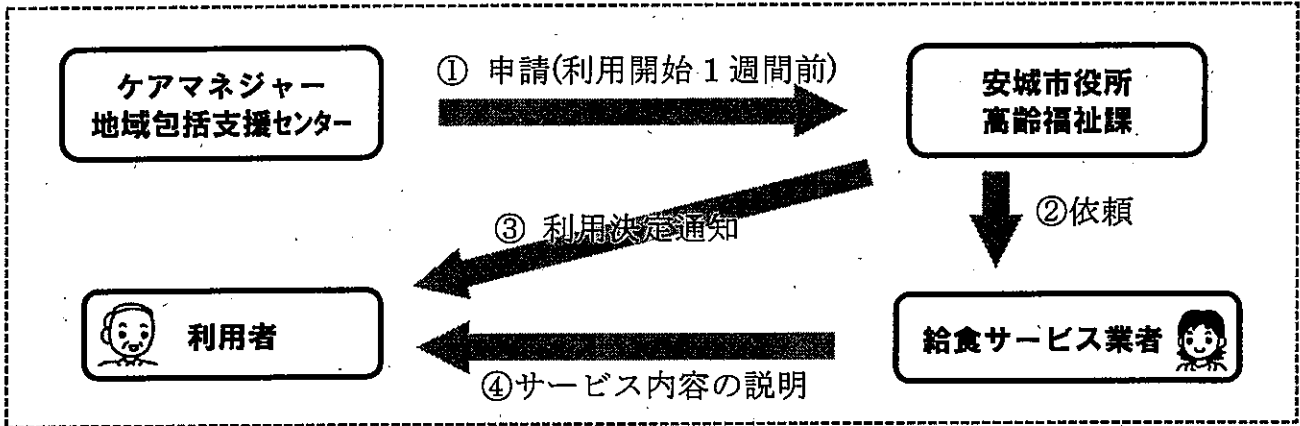 ケアマネジャー
地域包括支援センター
① 申請(利用開始1週間前)
安城市役所
高齢福祉課
②依頼
③ 利用決定通知
利用者
給食サービス業者
④サービス内容の説明